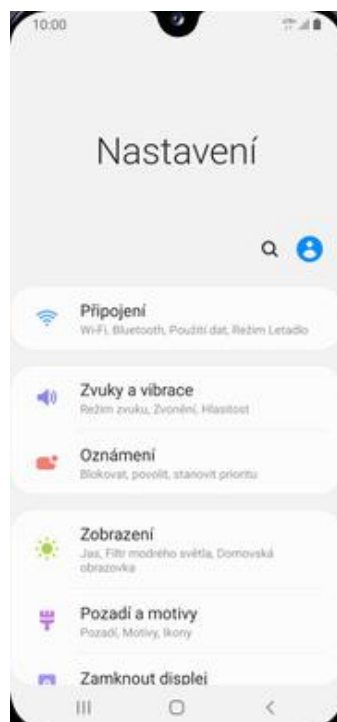 10:00
Nastavení
Připojení
Wi-Fi, Bluetooth, Použití dat, Režim Letadlo
Zvuky a vibrace
Režim zvuku, Zvonění, Hlasitost
Oznámení
Blokovat, povolit, stanovit prioritu
Zobrazení
Jas, Filtr modrého světla, Domovská
obrazovka
Pozadí a motivy
Pozadí, Motivy, Ikony
Zamknout displej